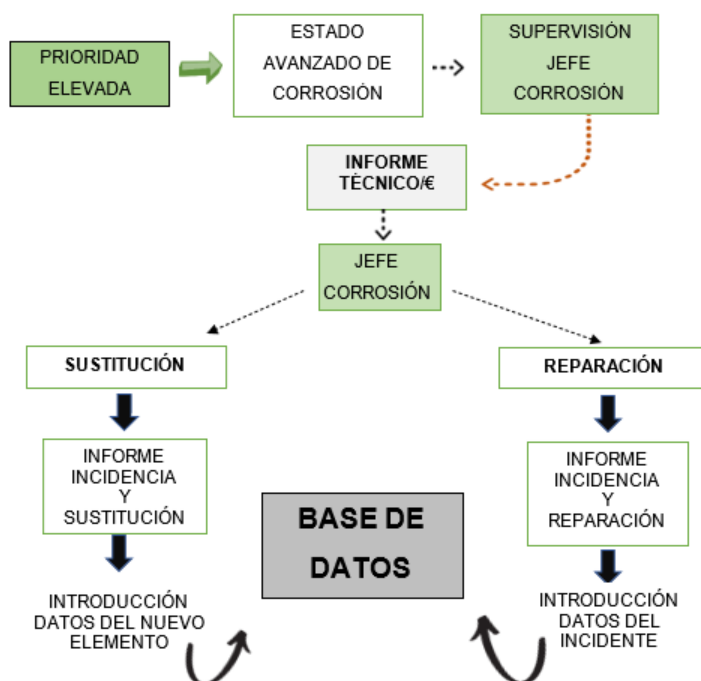 PRIORIDAD
ELEVADA
ESTADO
AVANZADO DE
CORROSIÓN
SUPERVISIÓN
JEFE
CORROSIÓN
INFORME
TÉCNICO/€
JEFE
CORROSIÓN
SUSTITUCIÓN
REPARACIÓN
INFORME
INCIDENCIA
Y
SUSTITUCIÓN
INFORME
INCIDENCIA
Y
REPARACIÓN
BASE DE
DATOS
INTRODUCCIÓN
DATOS DEL NUEVO
ELEMENTO
INTRODUCCIÓN
DATOS DEL
INCIDENTE